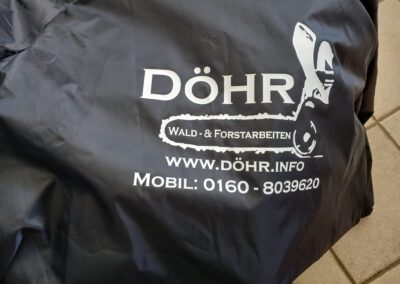 DÖHR
WALD - & FORSTARBEITEN
WWW.DÖHR.INFO
MOBIL: 0160 - 8039620